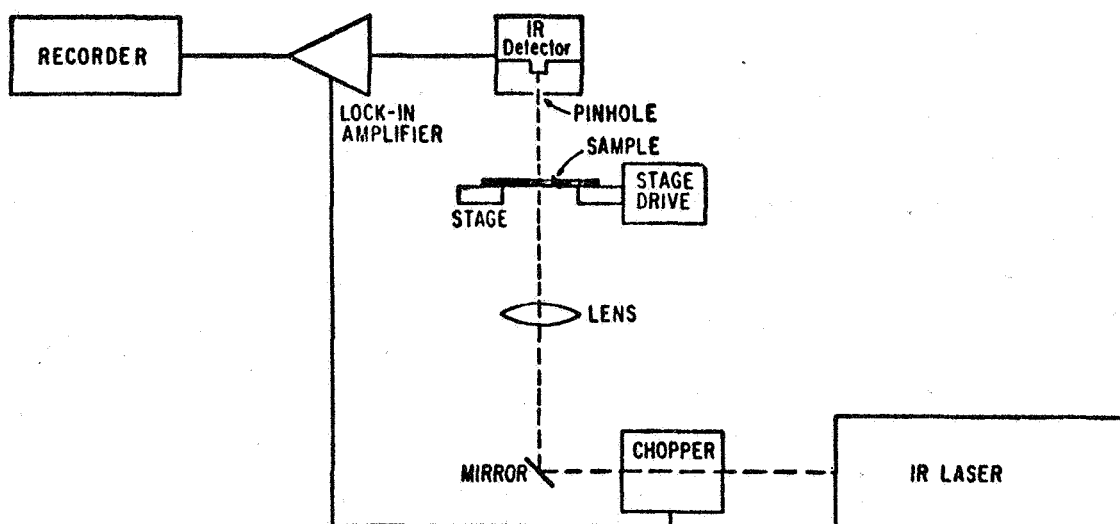 RECORDER
IR
Detector
LOCK-IN
AMPLIFIER
PINHOLE
SAMPLE
STAGE
DRIVE
STAGE
LENS
CHOPPER
MIRROR
IR LASER